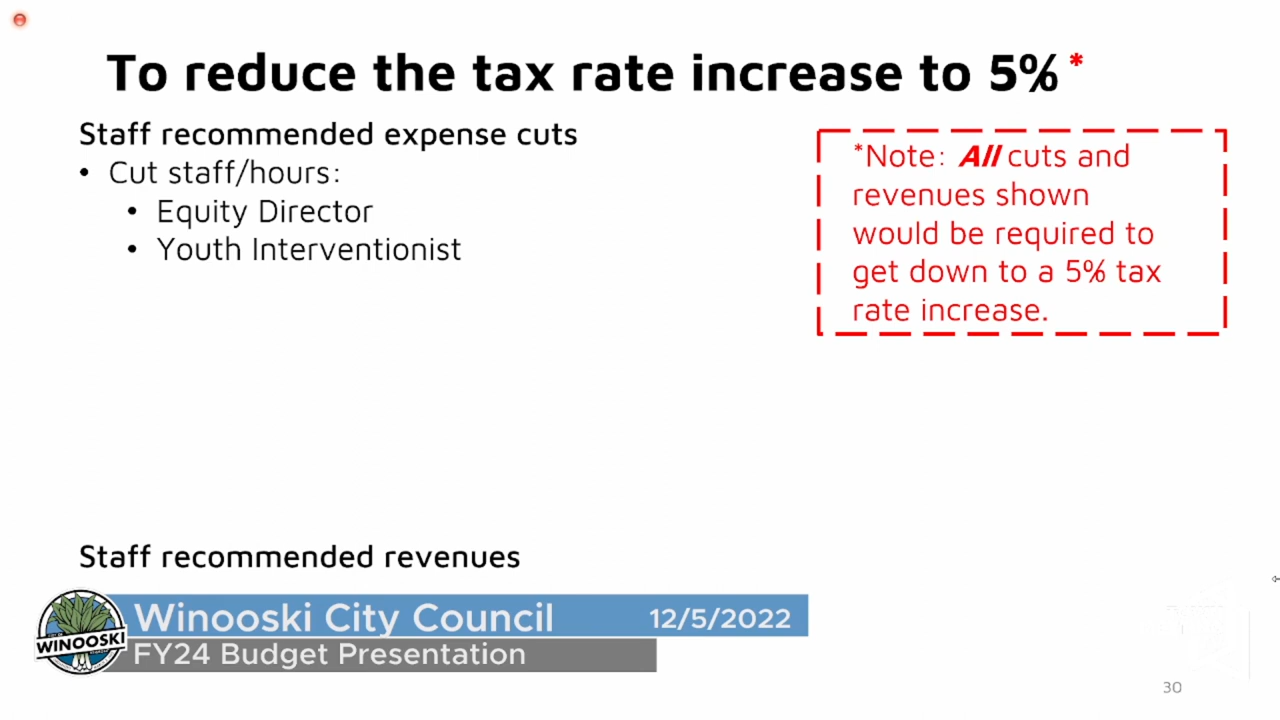 To reduce the tax rate increase to 5%*
Staff recommended expense cuts
• Cut staff/hours:
• Equity Director
• Youth Interventionist
*Note: All cuts and
revenues shown
would be required to
get down to a 5% tax
rate increase.
Staff recommended revenues
Winooski City Council 12/5/2022
FY24 Budget Presentation
WINOOSKI
30